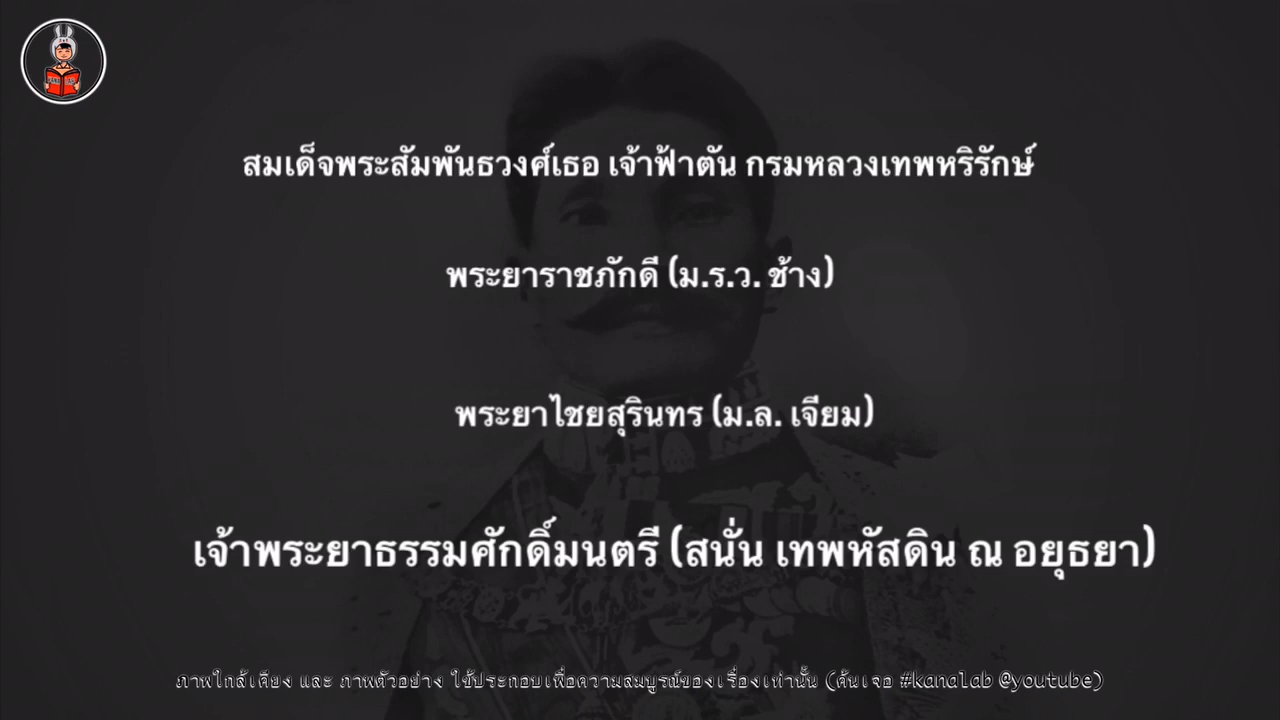 สมเด็จพระสัมพันธวงศ์เธอ เจ้าฟ้าตัน กรมหลวงเทพหริรักษ์
พระยาราชภักดี (ม.ร.ว. ช้าง)
พระยาไชยสุรินทร (ม.ล. เจียม)
เจ้าพระยาธรรมศักดิ์มนตรี (สนั่น เทพหัสดิน ณ อยุธยา)
ภาพใกล้เคียง และ ภาพตัวอย่าง ใช้ประกอบเพื่อความสมบูรณ์ของเรื่องเท่านั้น (ค้นเจอ #kanalab @youtube)